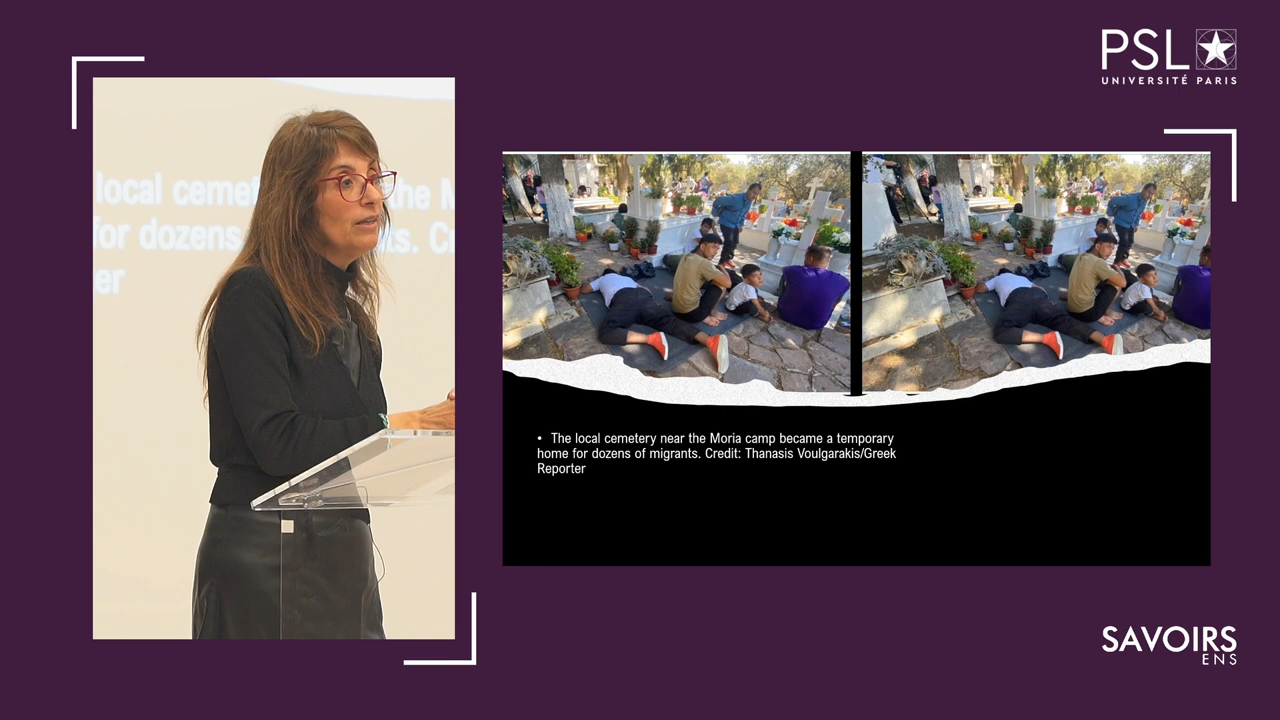 PSL
UNIVERSITÉ PARIS
local cemet the M
for dozens ts. C
er
• The local cemetery near the Moria camp became a temporary
home for dozens of migrants. Credit: Thanasis Voulgarakis/Greek
Reporter
SAVOIRS
ENS